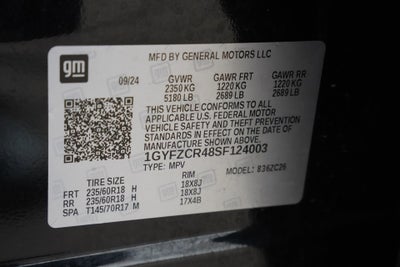 gm
MFD BY GENERAL MOTORS LLC
09/24 GVWR GAWR FRT GAWR RR
2350 KG 1220 KG 1220 KG
5180 LB 2689 LB 2689 LB
THIS VEHICLE CONFORMS TO ALL
APPLICABLE U.S. FEDERAL MOTOR
VEHICLE SAFETY AND THEFT PREVENTION
STANDARDS IN EFFECT ON THE DATE
OF MANUFACTURE SHOWN ABOVE.
1GYFZCR48SF124003
TYPE: MPV MODEL: 8362C26
TIRE SIZE RIM
FRT 235/60R18 H 18X8J
RR 235/60R18 H 18X8J
SPA T145/70R17 M 17X4B